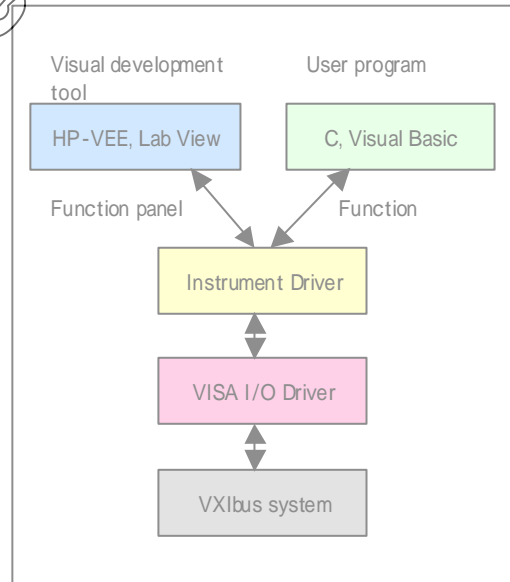 Visual development
tool
User program
HP-VEE, Lab View
C, Visual Basic
Function panel
Function
Instrument Driver
VISA I/O Driver
VXIbus system